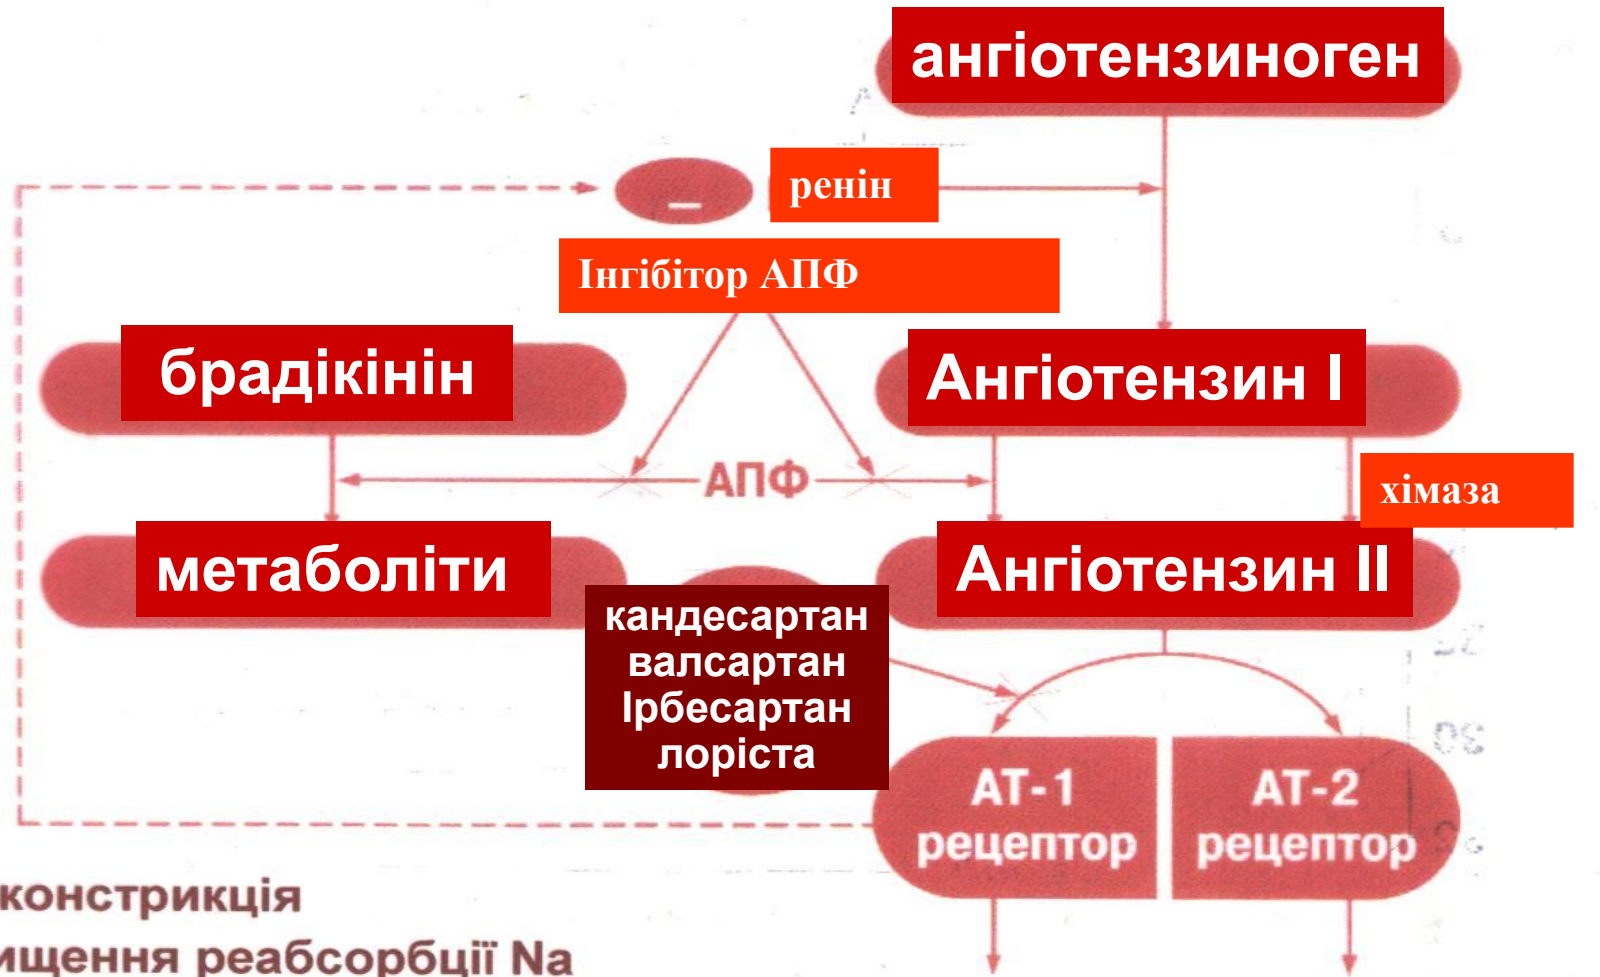 ангіотензиноген
–
ренін
Інгібітор АПФ
брадікінін
Ангіотензин I
АПФ
хімаза
метаболіти
Ангіотензин II
кандесартан
валсартан
Ірбесартан
лоріста
АТ-1
рецептор
АТ-2
рецептор
констрикція
ищення реабсорбції Na